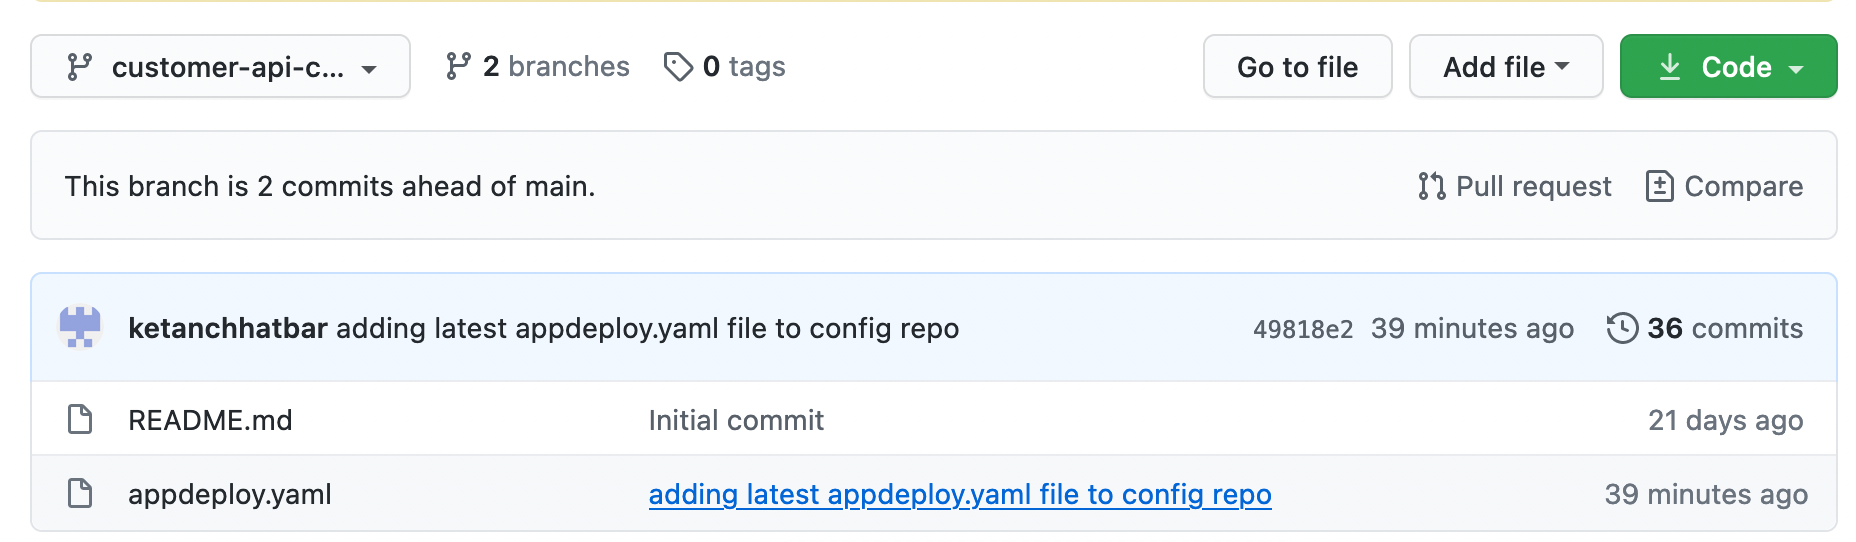 customer-api-c... 2 branches 0 tags Go to file Add file Code
This branch is 2 commits ahead of main. Pull request Compare
ketanchhatbar adding latest appdeploy.yaml file to config repo 49818e2 39 minutes ago 36 commits
README.md Initial commit 21 days ago
appdeploy.yaml adding latest appdeploy.yaml file to config repo 39 minutes ago